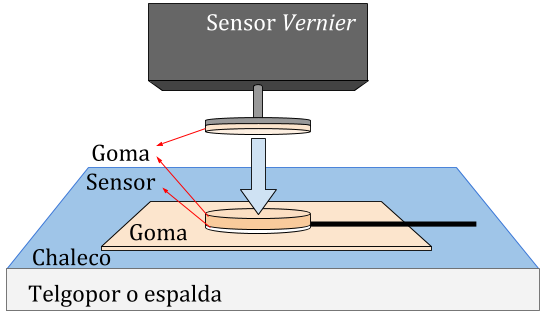 Sensor Vernier
Goma
Sensor
Goma
Chaleco
Telgopor o espalda